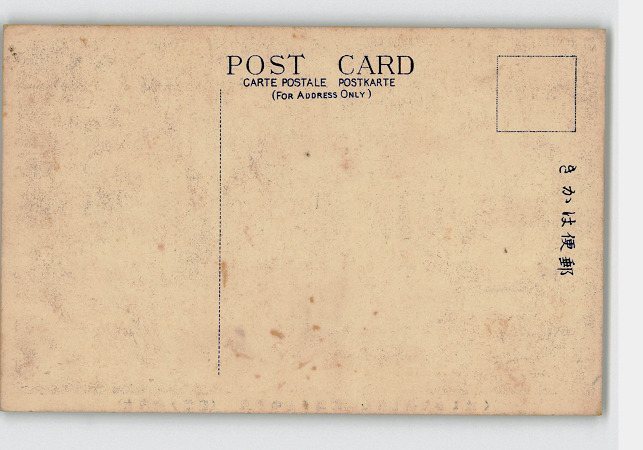 POST CARD
CARTE POSTALE POSTKARTE
(FOR ADDRESS ONLY)
きかは便郵